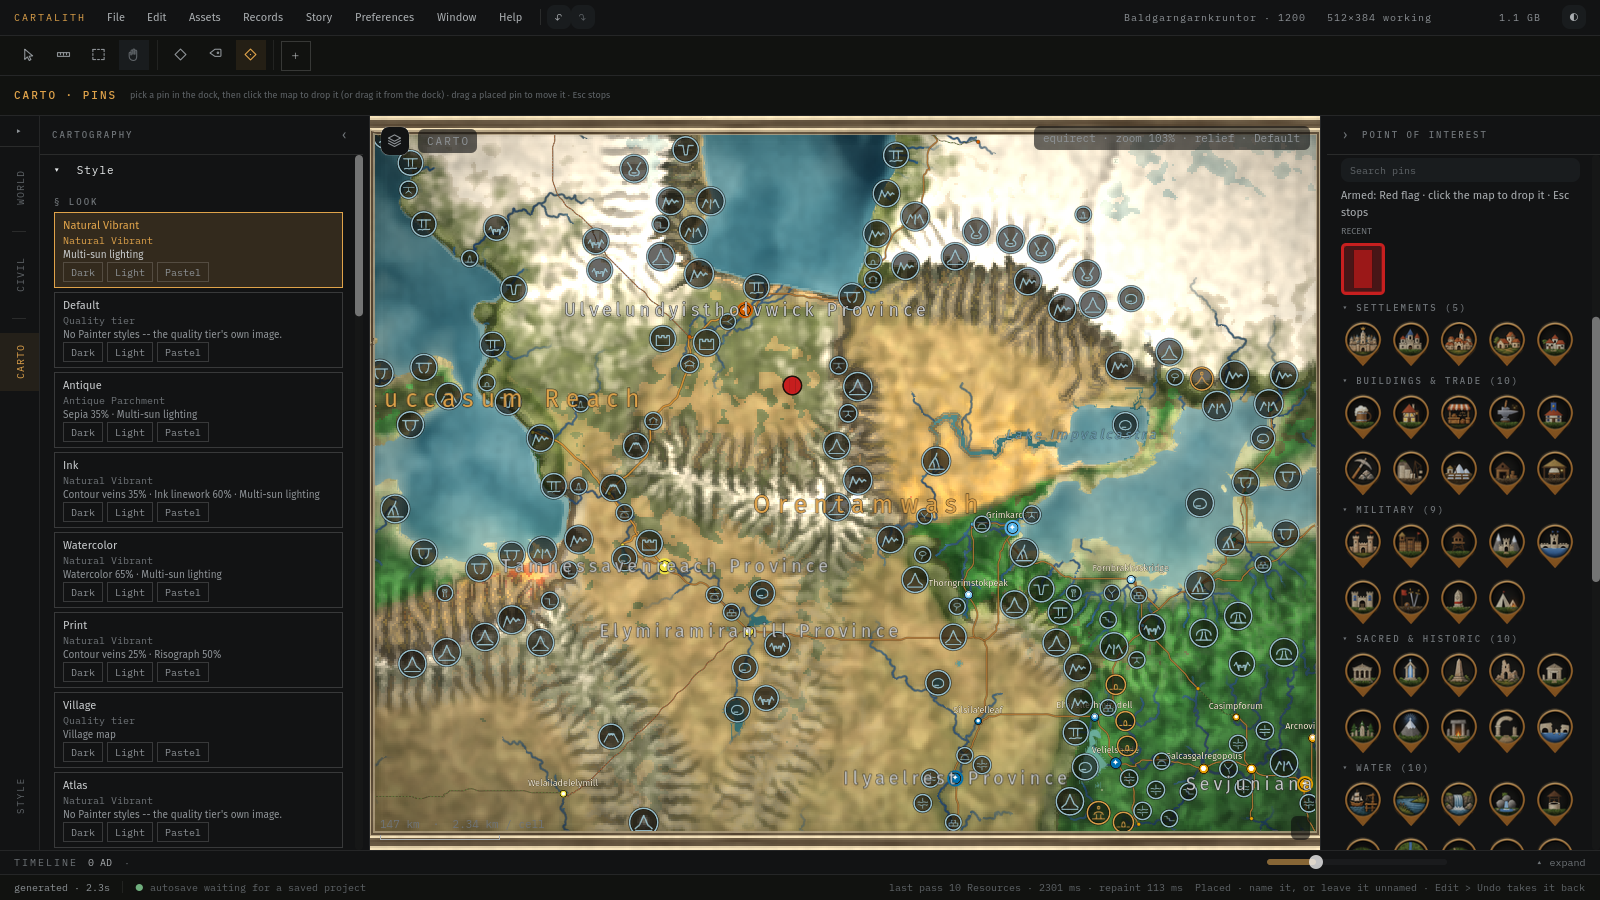 CARTALITH File Edit Assets Records Story Preferences Window Help
Baldgarngarnkruntor · 1200 512×384 working 1.1 GB
CARTO · PINS pick a pin in the dock, then click the map to drop it (or drag it from the dock) · drag a placed pin to move it · Esc stops
CARTOGRAPHY
WORLD
CIVIL
CARTO
STYLE
Style
§ LOOK
Natural Vibrant
Natural Vibrant
Multi-sun lighting
Dark Light Pastel
Default
Quality tier
No Painter styles -- the quality tier's own image.
Dark Light Pastel
Antique
Antique Parchment
Sepia 35% · Multi-sun lighting
Dark Light Pastel
Ink
Natural Vibrant
Contour veins 35% · Ink linework 60% · Multi-sun lighting
Dark Light Pastel
Watercolor
Natural Vibrant
Watercolor 65% · Multi-sun lighting
Dark Light Pastel
Print
Natural Vibrant
Contour veins 25% · Risograph 50%
Dark Light Pastel
Village
Quality tier
Village map
Dark Light Pastel
Atlas
Natural Vibrant
No Painter styles -- the quality tier's own image.
Dark Light Pastel
CARTO
equirect · zoom 103% · relief · Default
uccasum Reach
Orentamwash
Grimkar
Thorngrimstokpeak
Elymiramiramill Province
Ilyaelrest Province
Casimpforum
Arcnovi
Sevjuniana
147 km
POINT OF INTEREST
Search pins
Armed: Red flag · click the map to drop it · Esc
stops
RECENT
SETTLEMENTS (5)
BUILDINGS & TRADE (10)
MILITARY (9)
SACRED & HISTORIC (10)
WATER (10)
TIMELINE 0 AD ·
expand
generated · 2.3s autosave waiting for a saved project
last pass 10 Resources · 2301 ms · repaint 113 ms Placed · name it, or leave it unnamed · Edit > Undo takes it back